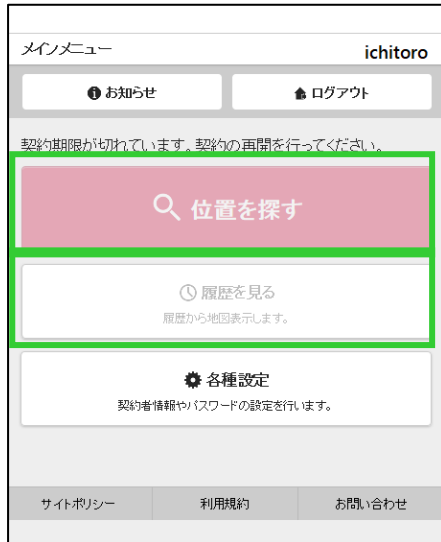 メインメニュー
ichitoro
お知らせ
ログアウト
契約期限が切れています。契約の再開を行ってください。
位置を探す
履歴を見る
履歴から地図表示します。
各種設定
契約者情報やパスワードの設定を行います。
サイトポリシー
利用規約
お問い合わせ